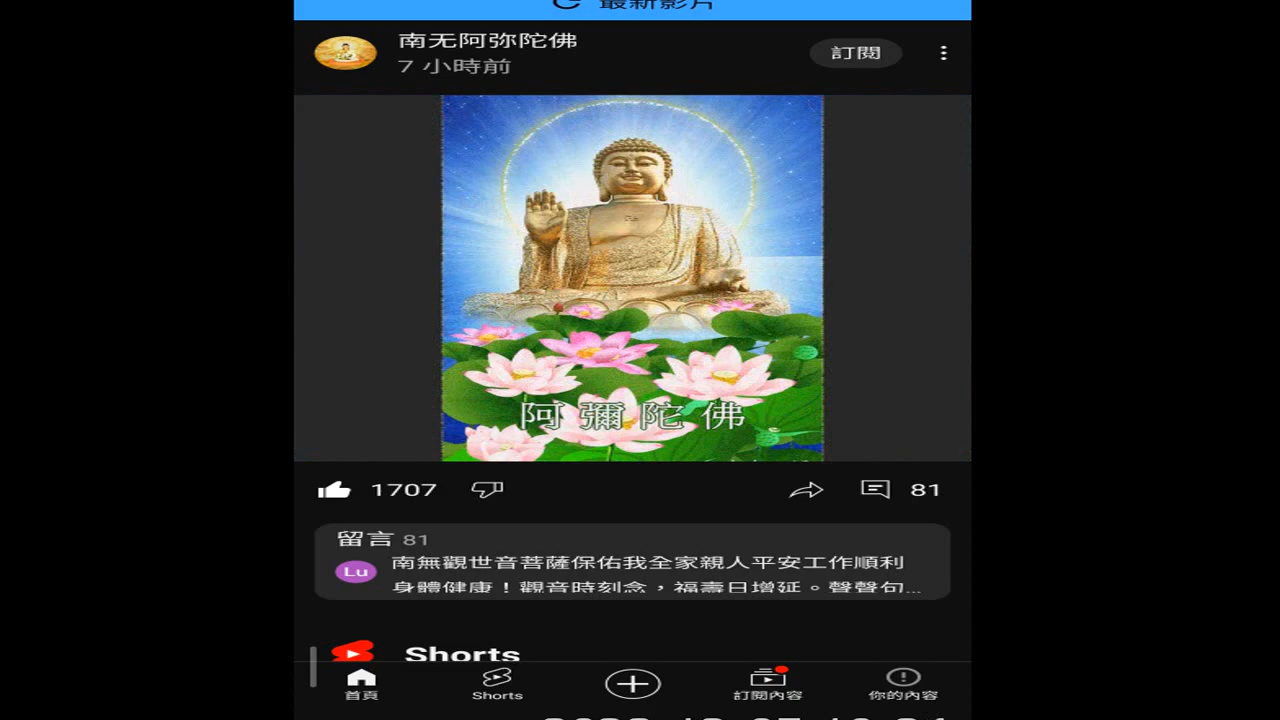 最新影片
南无阿弥陀佛
7 小時前
訂閱
阿彌陀佛
1707
81
留言 81
Lu
南無觀世音菩薩保佑我全家親人平安工作順利
身體健康！觀音時刻念，福壽日增延。聲聲句...
Shorts
首頁
Shorts
訂閱內容
你的內容